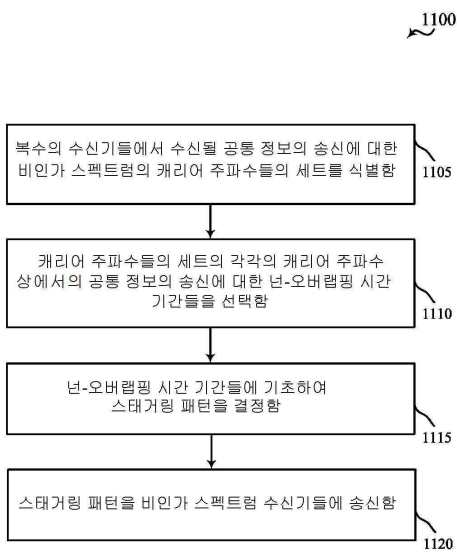 1100
복수의 수신기들에서 수신될 공통 정보의 송신에 대한
비인가 스펙트럼의 캐리어 주파수들의 세트를 식별함
1105
캐리어 주파수들의 세트의 각각의 캐리어 주파수
상에서의 공통 정보의 송신에 대한 넌-오버랩핑 시간
기간들을 선택함
1110
넌-오버랩핑 시간 기간들에 기초하여
스태거링 패턴을 결정함
1115
스태거링 패턴을 비인가 스펙트럼 수신기들에 송신함
1120